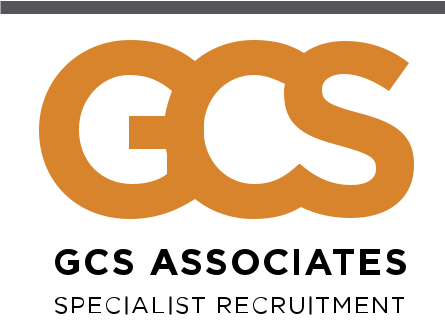 GCS
GCS ASSOCIATES
SPECIALIST RECRUITMENT